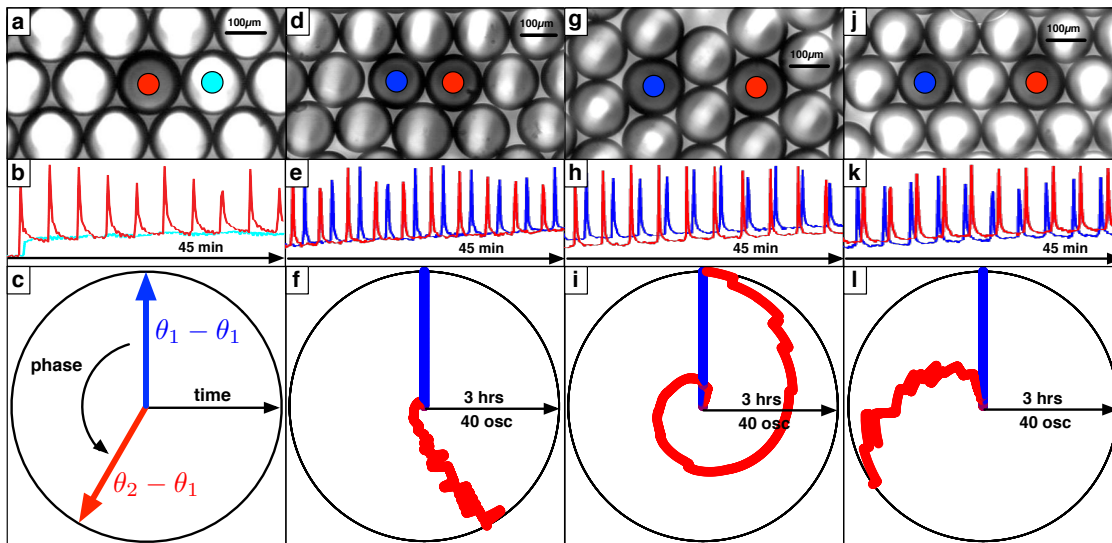 a
100µm
d
100µm
g
100µm
j
100µm
b
45 min
e
45 min
h
45 min
k
45 min
c
θ₁ − θ₁
phase
time
θ₂ − θ₁
f
3 hrs
40 osc
i
3 hrs
40 osc
l
3 hrs
40 osc